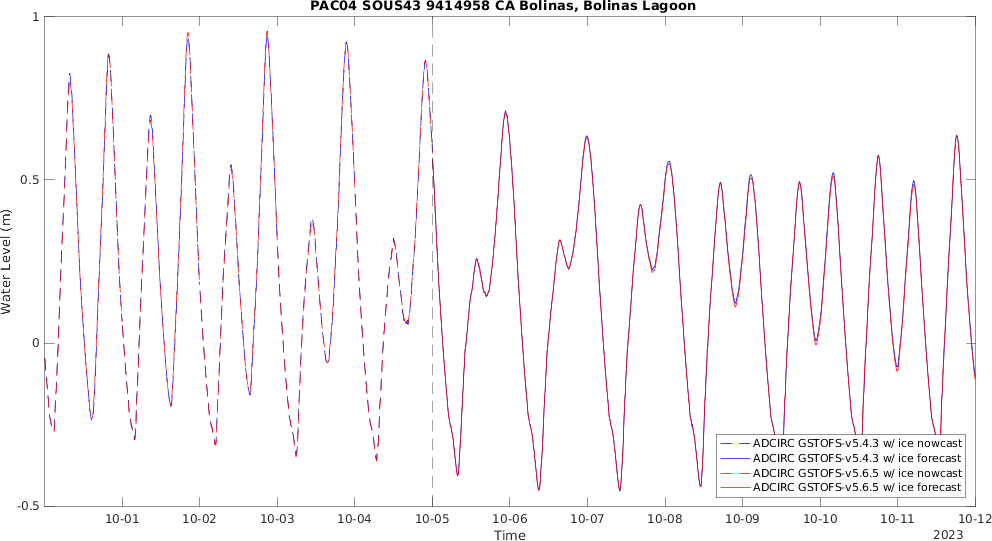 PAC04 SOUS43 9414958 CA Bolinas, Bolinas Lagoon
1
0.5
0
-0.5
Water Level (m)
10-01 10-02 10-03 10-04 10-05 10-06 10-07 10-08 10-09 10-10 10-11 10-12
Time
2023
ADCIRC GSTOFS-v5.4.3 w/ ice nowcast
ADCIRC GSTOFS-v5.4.3 w/ ice forecast
ADCIRC GSTOFS-v5.6.5 w/ ice nowcast
ADCIRC GSTOFS-v5.6.5 w/ ice forecast